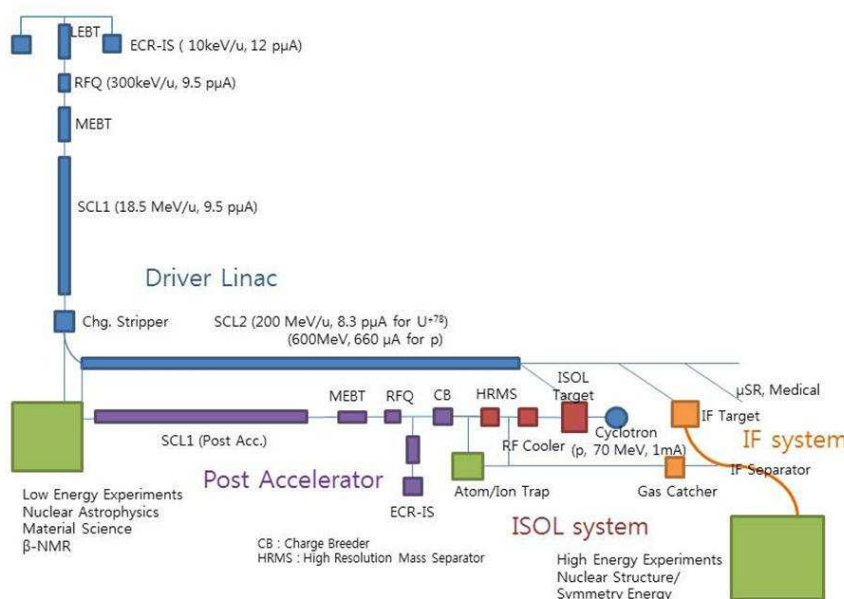 LEBT
ECR-IS ( 10keV/u, 12 pµA)
RFQ (300keV/u, 9.5 pµA)
MEBT
SCL1 (18.5 MeV/u, 9.5 pµA)
Driver Linac
Chg. Stripper
SCL2 (200 MeV/u, 8.3 pµA for U+78)
(600MeV, 660 µA for p)
ISOL
Target
µSR, Medical
MEBT
RFQ
CB
HRMS
IF Target
SCL1 (Post Acc.)
RF Cooler
Cyclotron
(p, 70 MeV, 1mA)
IF system
Post Accelerator
IF Separator
Atom/Ion Trap
Gas Catcher
ECR-IS
ISOL system
Low Energy Experiments
Nuclear Astrophysics
Material Science
β-NMR
CB : Charge Breeder
HRMS : High Resolution Mass Separator
High Energy Experiments
Nuclear Structure/
Symmetry Energy